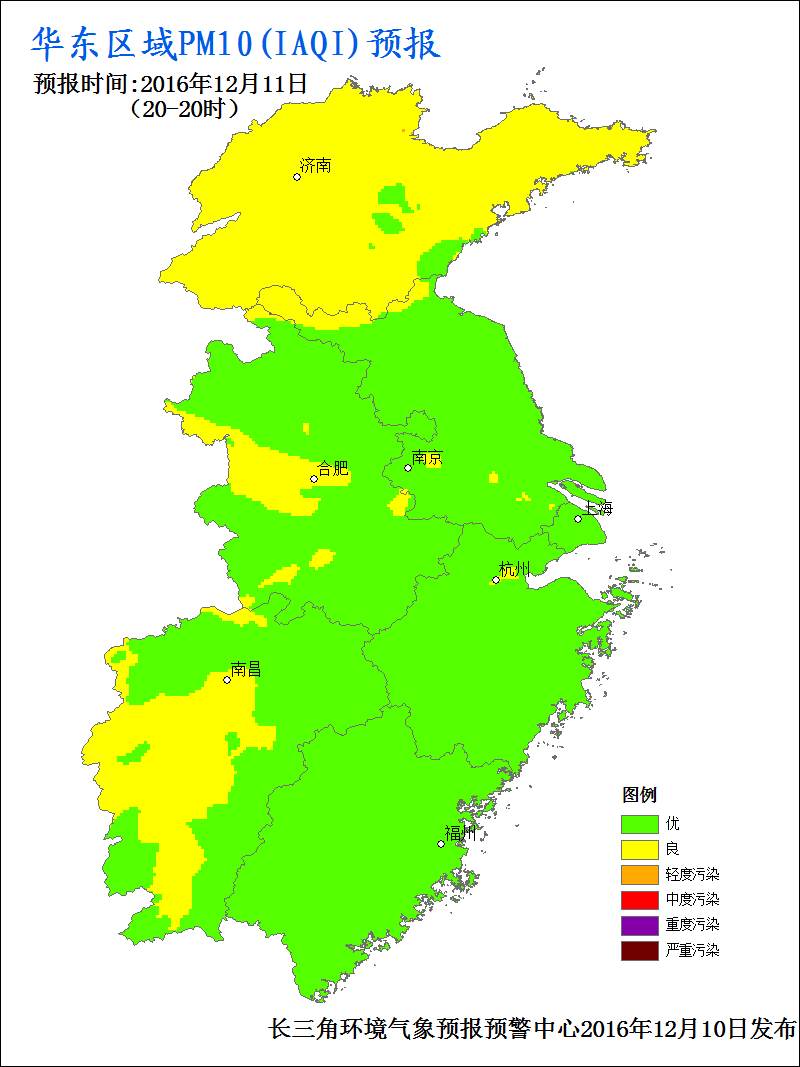 华东区域PM10(IAQI)预报
预报时间:2016年12月11日
(20-20时)
济南
合肥
南京
上海
杭州
南昌
福州
图例
优
良
轻度污染
中度污染
重度污染
严重污染
长三角环境气象预报预警中心2016年12月10日发布